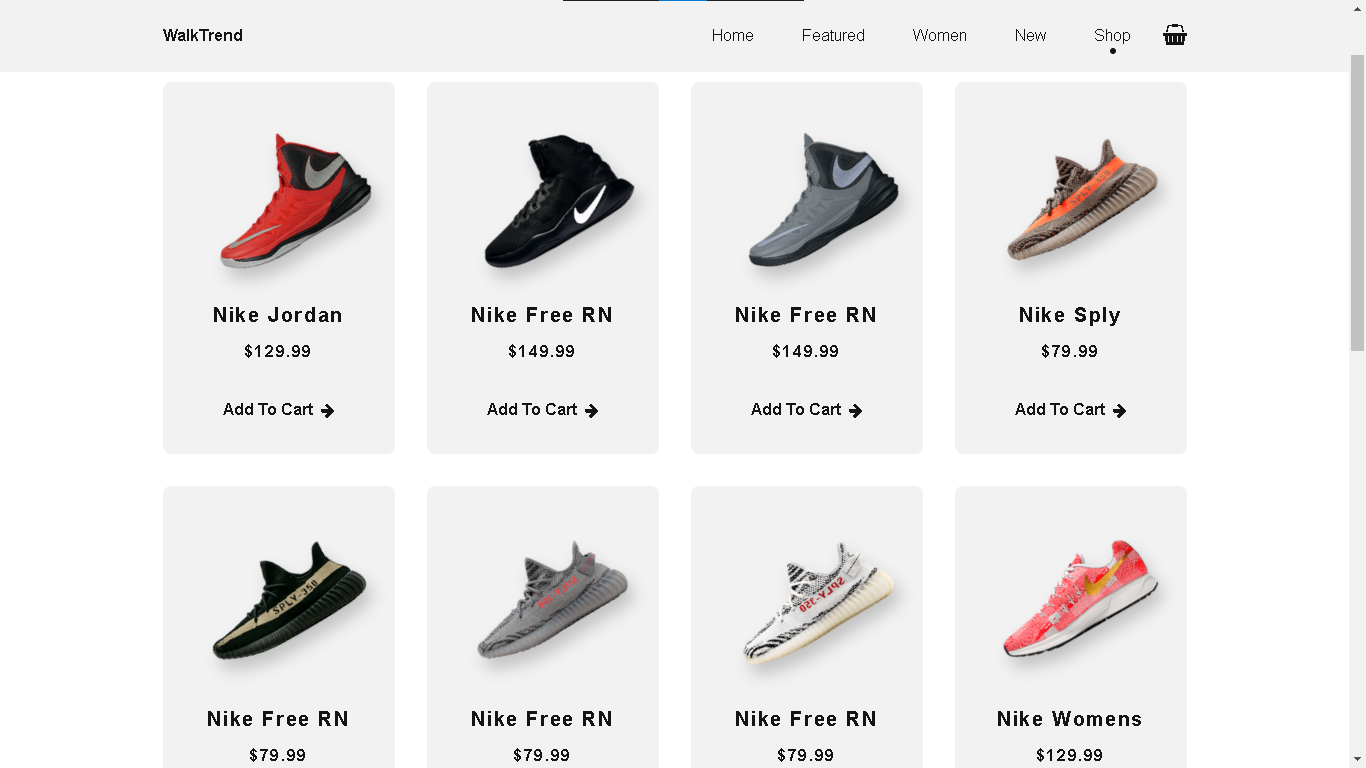 WalkTrend
Home Featured Women New Shop
SPLY-350
Nike Jordan Nike Free RN Nike Free RN Nike Sply
$129.99 $149.99 $149.99 $79.99
Add To Cart Add To Cart Add To Cart Add To Cart
SPLY-350 SPLY-350 SPLY-350
Nike Free RN Nike Free RN Nike Free RN Nike Womens
$79.99 $79.99 $79.99 $129.99